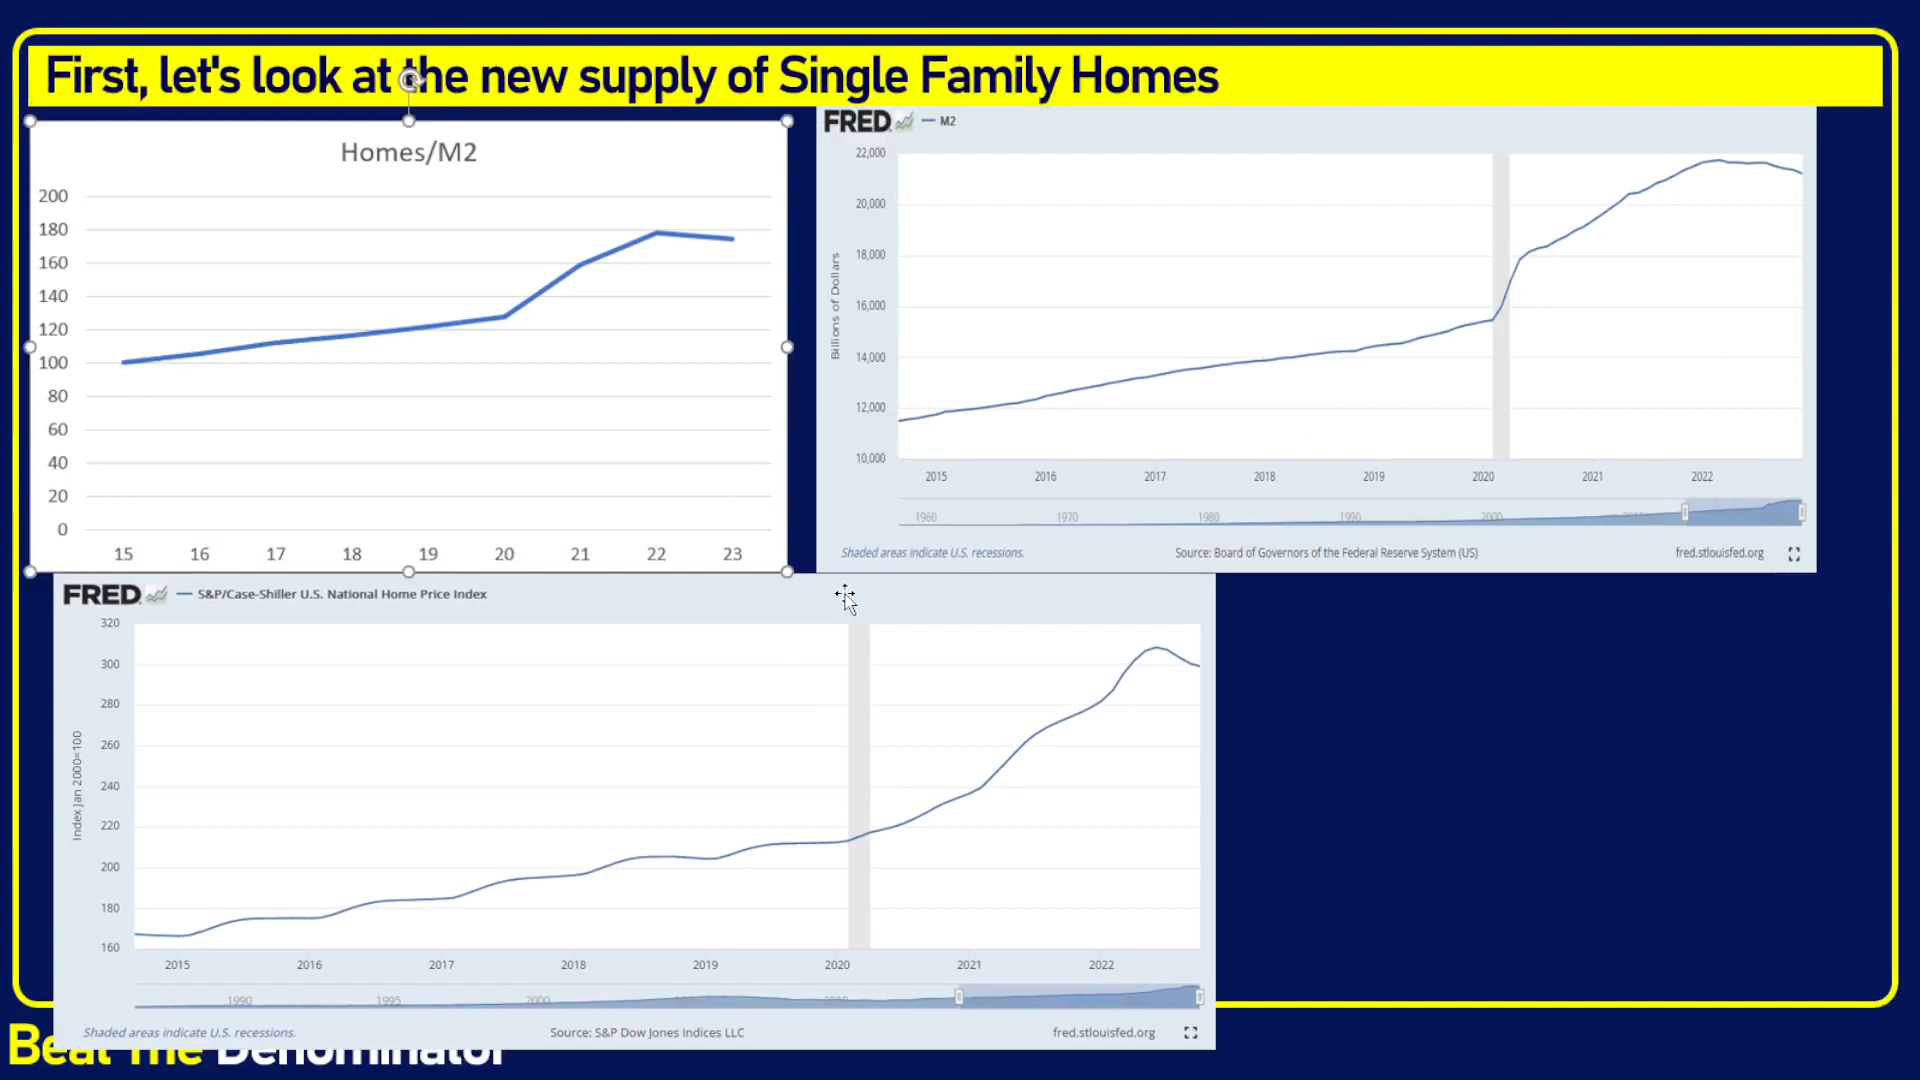 First, let's look at the new supply of Single Family Homes
Homes/M2
200
180
160
140
120
100
80
60
40
20
0
15 16 17 18 19 20 21 22 23
FRED M2
22,000
20,000
18,000
16,000
14,000
12,000
10,000
Billions of Dollars
2015 2016 2017 2018 2019 2020 2021 2022
1960 1970 1980 1990 2000
Shaded areas indicate U.S. recessions. Source: Board of Governors of the Federal Reserve System (US) fred.stlouisfed.org
FRED S&P/Case-Shiller U.S. National Home Price Index
320
300
280
260
240
220
200
180
160
Index Jan 2000=100
2015 2016 2017 2018 2019 2020 2021 2022
1990 1995 2000
Shaded areas indicate U.S. recessions. Source: S&P Dow Jones Indices LLC fred.stlouisfed.org
Beat The Denominator